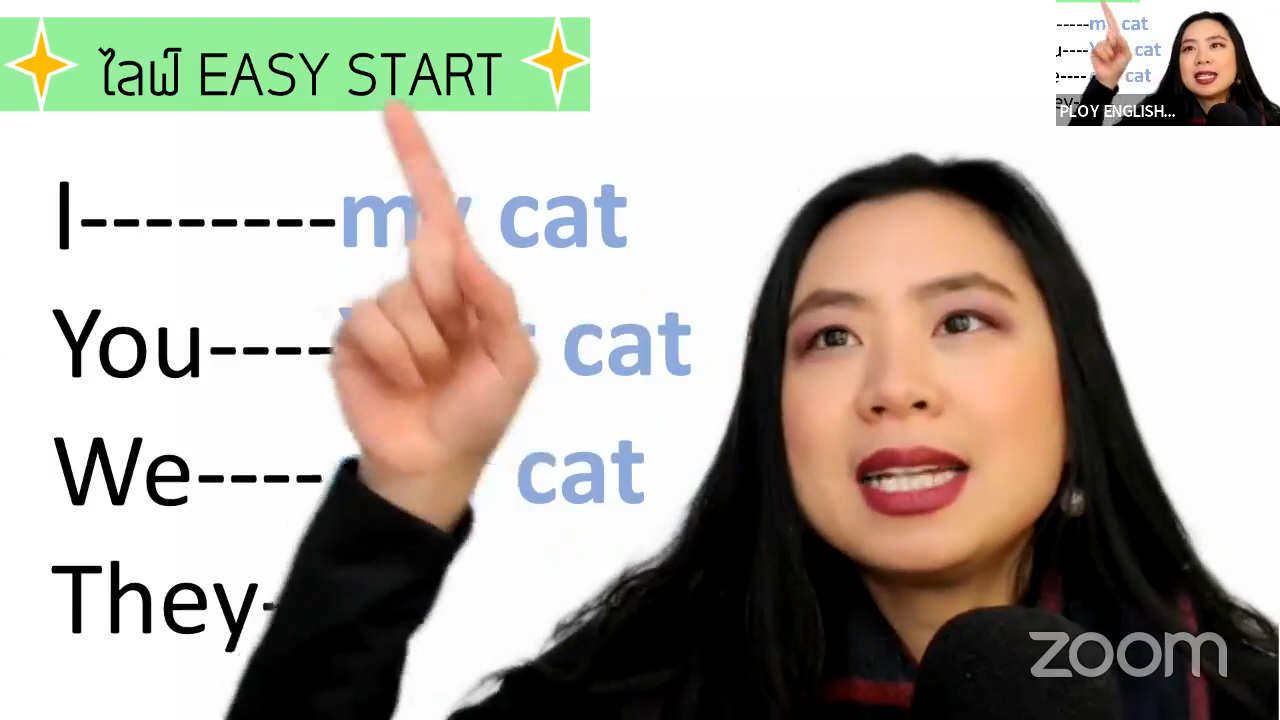 ไลฟ์ EASY START
I--------my cat
You---- cat
We---- cat
They-
my cat
cat
cat
PLOY ENGLISH...
zoom